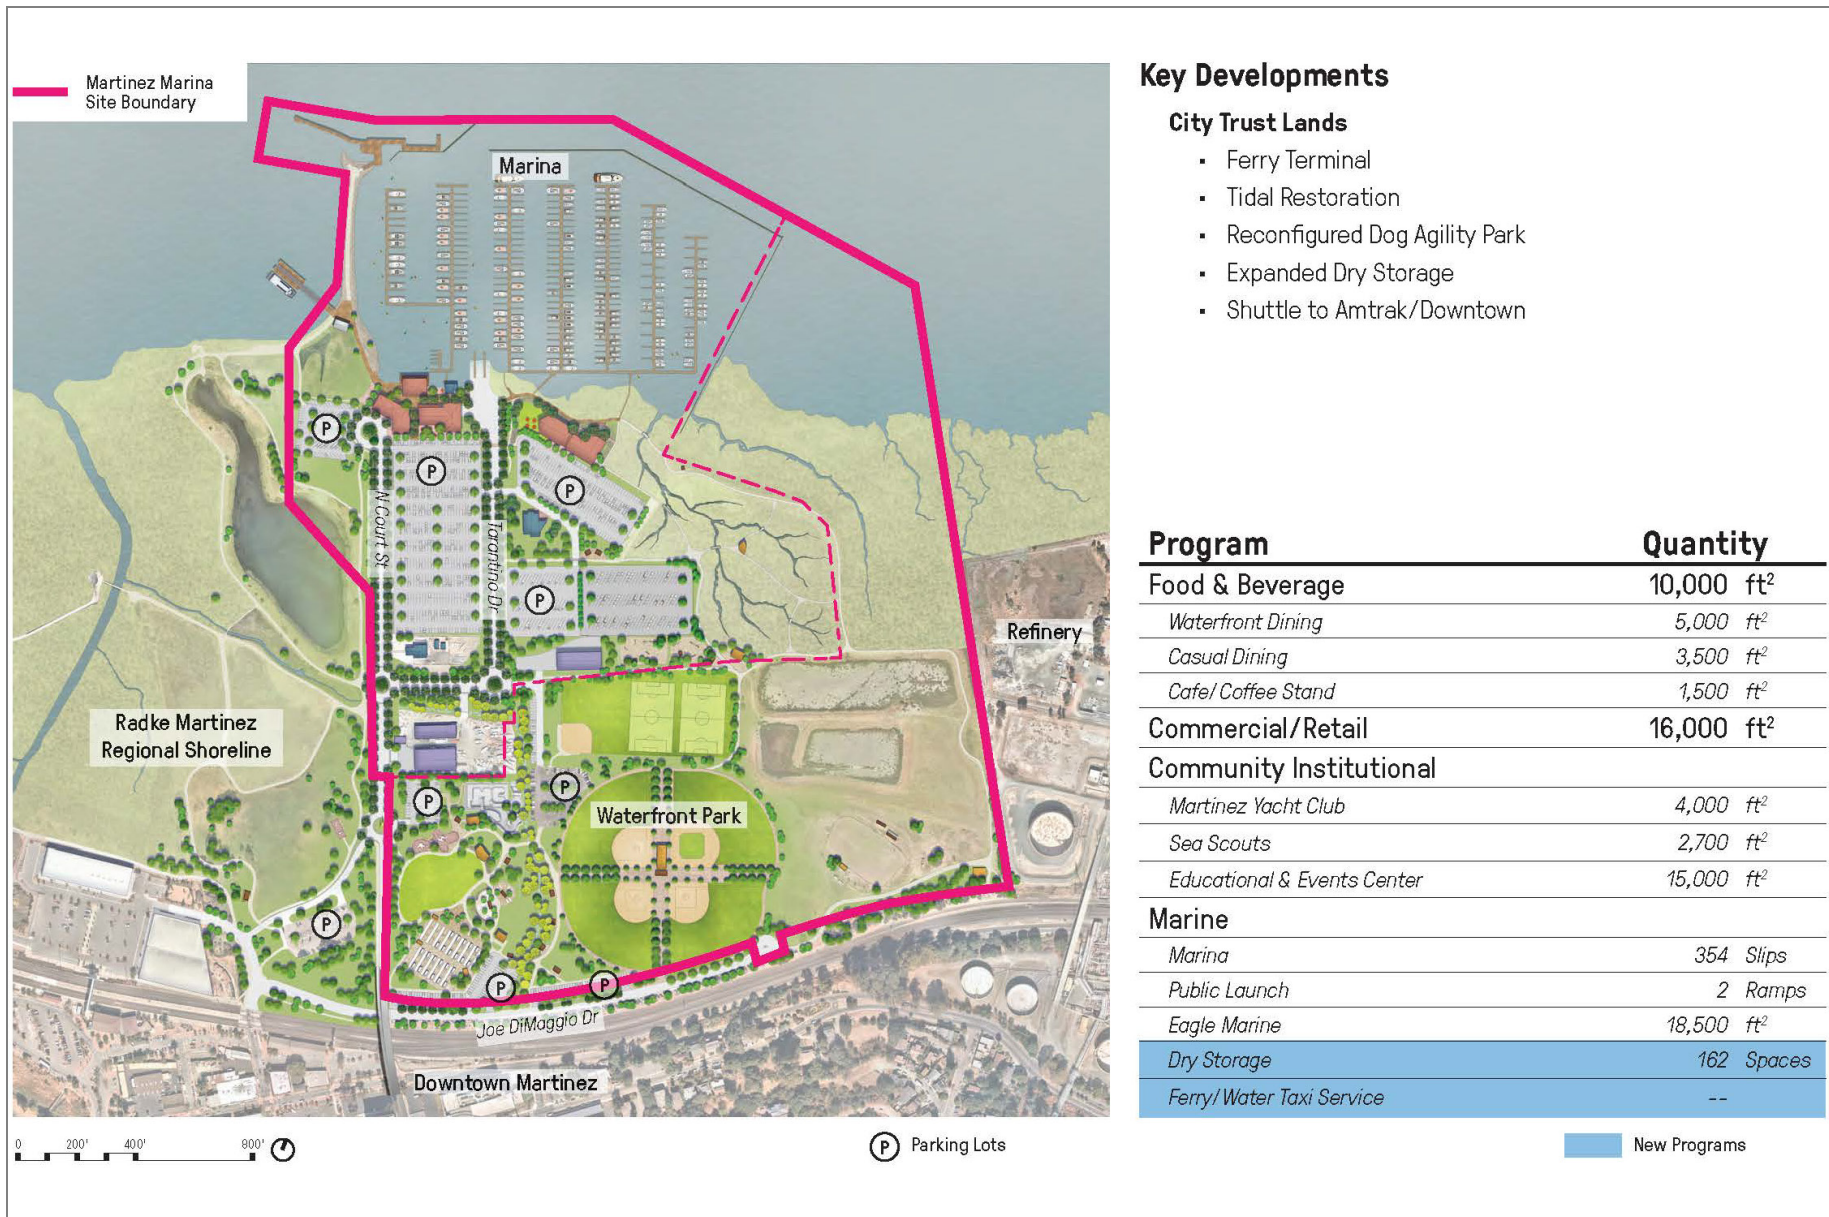 Martinez Marina
Site Boundary
Marina
P
P
P
N Court St
Tarantino Dr
P
Refinery
Radke Martinez
Regional Shoreline
P
P
Waterfront Park
P
P
P
Joe DiMaggio Dr
Downtown Martinez
0 200' 400' 800'
P Parking Lots
Key Developments
City Trust Lands
▪ Ferry Terminal
▪ Tidal Restoration
▪ Reconfigured Dog Agility Park
▪ Expanded Dry Storage
▪ Shuttle to Amtrak/Downtown
Program Quantity
Food & Beverage 10,000 ft²
Waterfront Dining 5,000 ft²
Casual Dining 3,500 ft²
Cafe/Coffee Stand 1,500 ft²
Commercial/Retail 16,000 ft²
Community Institutional
Martinez Yacht Club 4,000 ft²
Sea Scouts 2,700 ft²
Educational & Events Center 15,000 ft²
Marine
Marina 354 Slips
Public Launch 2 Ramps
Eagle Marine 18,500 ft²
Dry Storage 162 Spaces
Ferry/Water Taxi Service --
New Programs